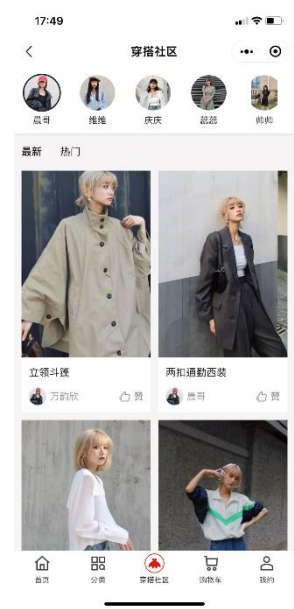 17:49
穿搭社区
晨哥
维维
庆庆
蕊蕊
帅帅
最新 热门
立领斗篷
万韵欣 赞
两扣通勤西装
晨哥 赞
首页 分类 穿搭社区 购物车 我的